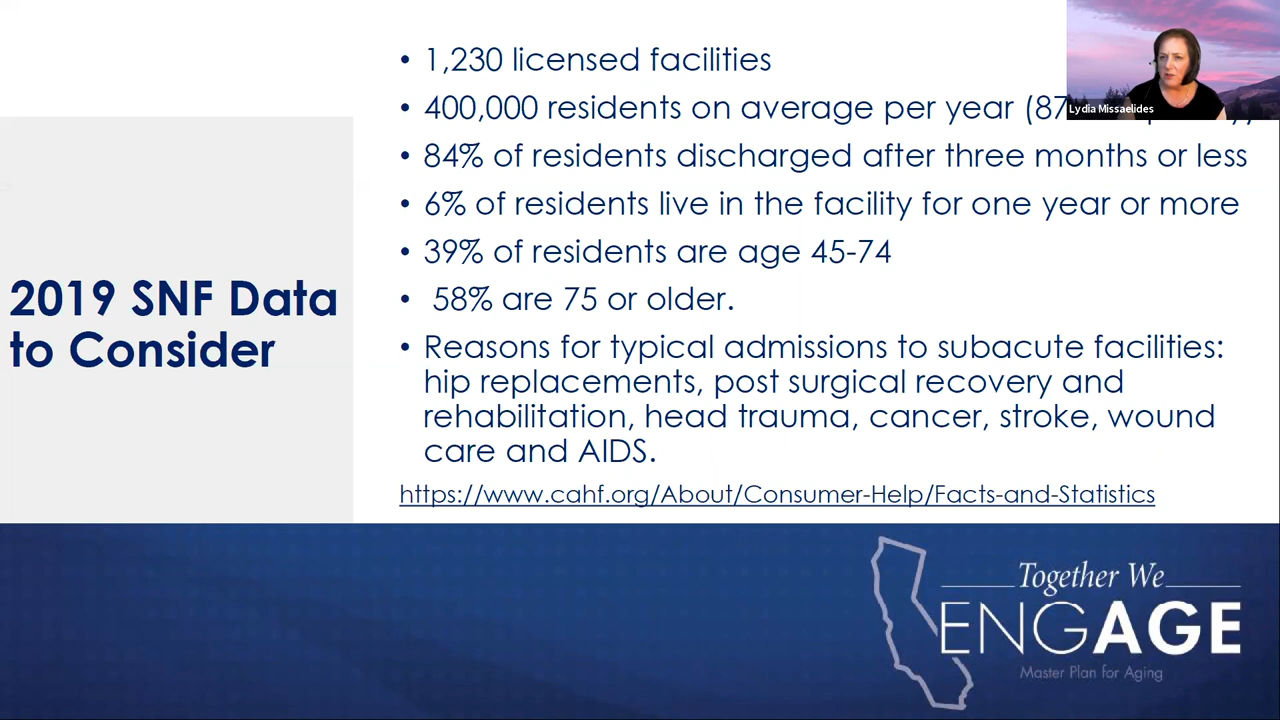 • 1,230 licensed facilities
• 400,000 residents on average per year (87
Lydia Missaelides
• 84% of residents discharged after three months or less
• 6% of residents live in the facility for one year or more
• 39% of residents are age 45-74
• 58% are 75 or older.
• Reasons for typical admissions to subacute facilities:
hip replacements, post surgical recovery and
rehabilitation, head trauma, cancer, stroke, wound
care and AIDS.
https://www.cahf.org/About/Consumer-Help/Facts-and-Statistics
2019 SNF Data
to Consider
Together We
ENGAGE
Master Plan for Aging